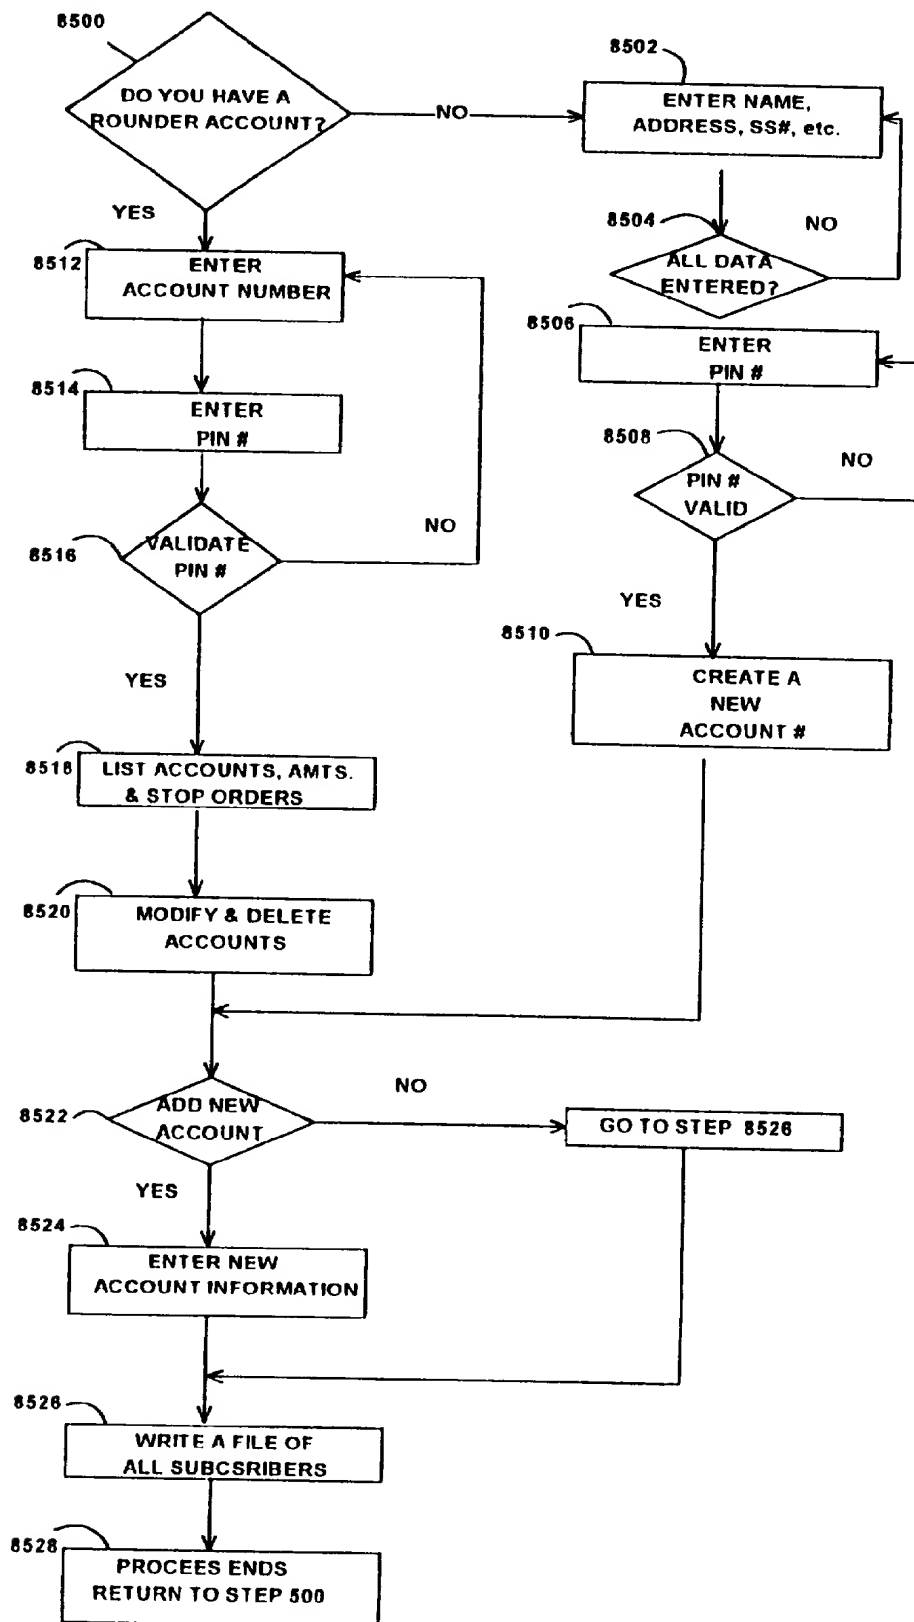 8500
DO YOU HAVE A
ROUNDER ACCOUNT?
NO
8502
ENTER NAME,
ADDRESS, SS#, etc.
YES
8504
NO
ALL DATA
ENTERED?
8512
ENTER
ACCOUNT NUMBER
8506
ENTER
PIN #
8514
ENTER
PIN #
8508
PIN #
VALID
NO
8516
VALIDATE
PIN #
NO
YES
8510
CREATE A
NEW
ACCOUNT #
YES
8518
LIST ACCOUNTS, AMTS.
& STOP ORDERS
8520
MODIFY & DELETE
ACCOUNTS
8522
ADD NEW
ACCOUNT
NO
GO TO STEP 8526
YES
8524
ENTER NEW
ACCOUNT INFORMATION
8526
WRITE A FILE OF
ALL SUBCSRIBERS
8528
PROCEES ENDS
RETURN TO STEP 500